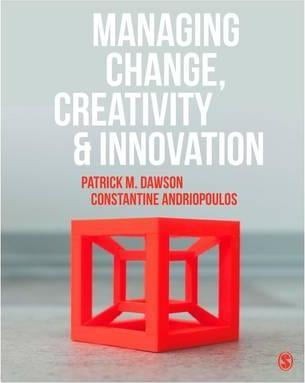 MANAGING
CHANGE,
CREATIVITY
& INNOVATION
PATRICK M. DAWSON
CONSTANTINE ANDRIOPOULOS
S